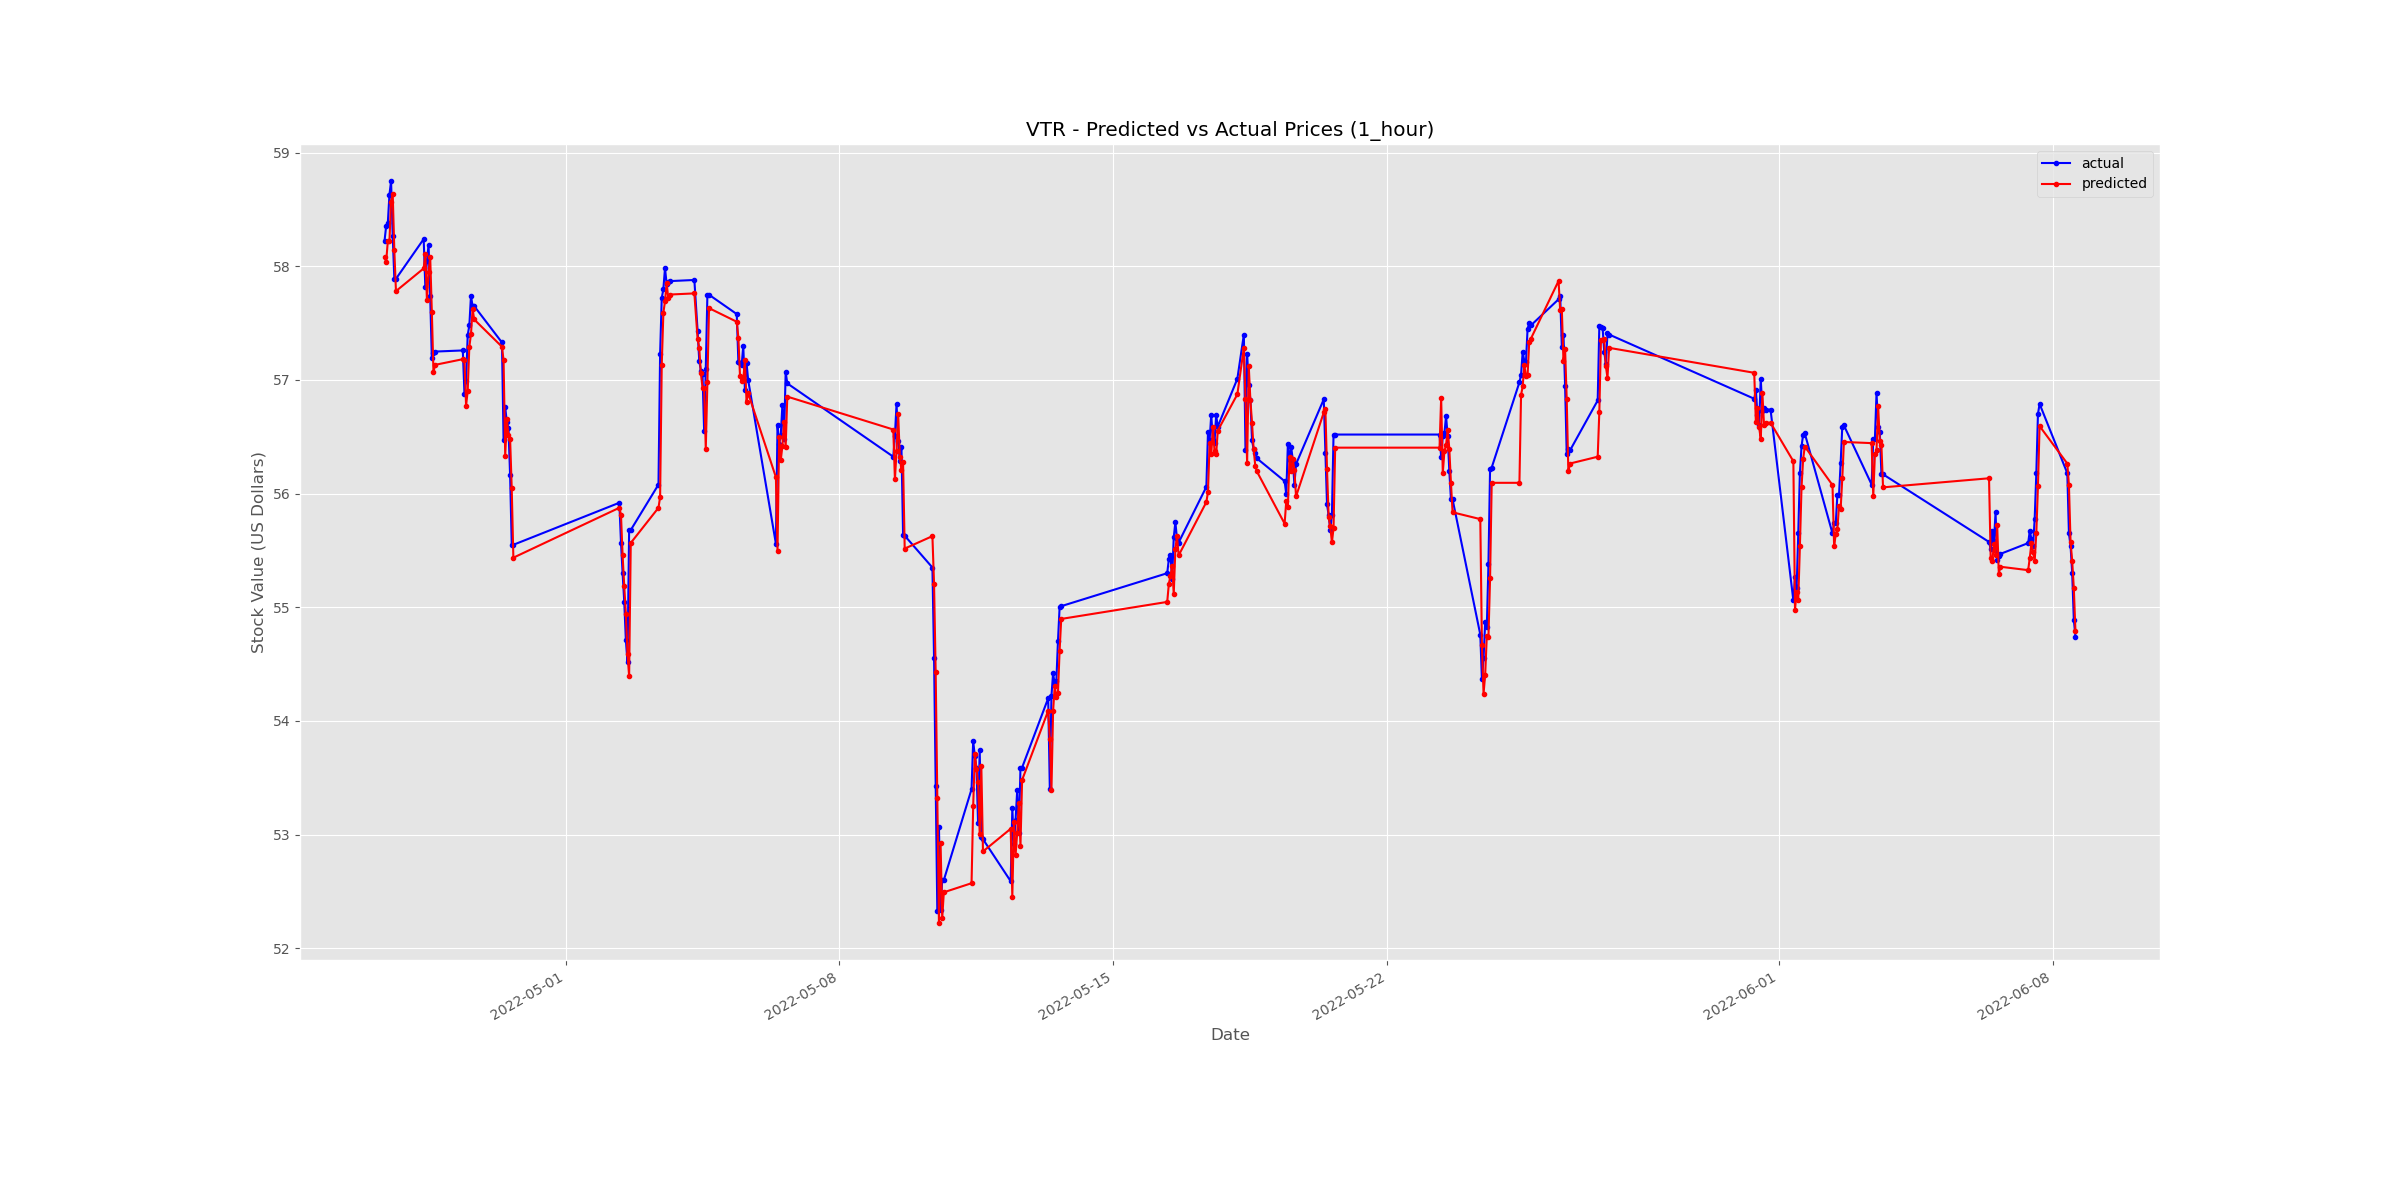 VTR - Predicted vs Actual Prices (1_hour)
actual
predicted
59
58
57
56
55
54
53
52
Stock Value (US Dollars)
2022-05-01
2022-05-08
2022-05-15
2022-05-22
2022-06-01
2022-06-08
Date